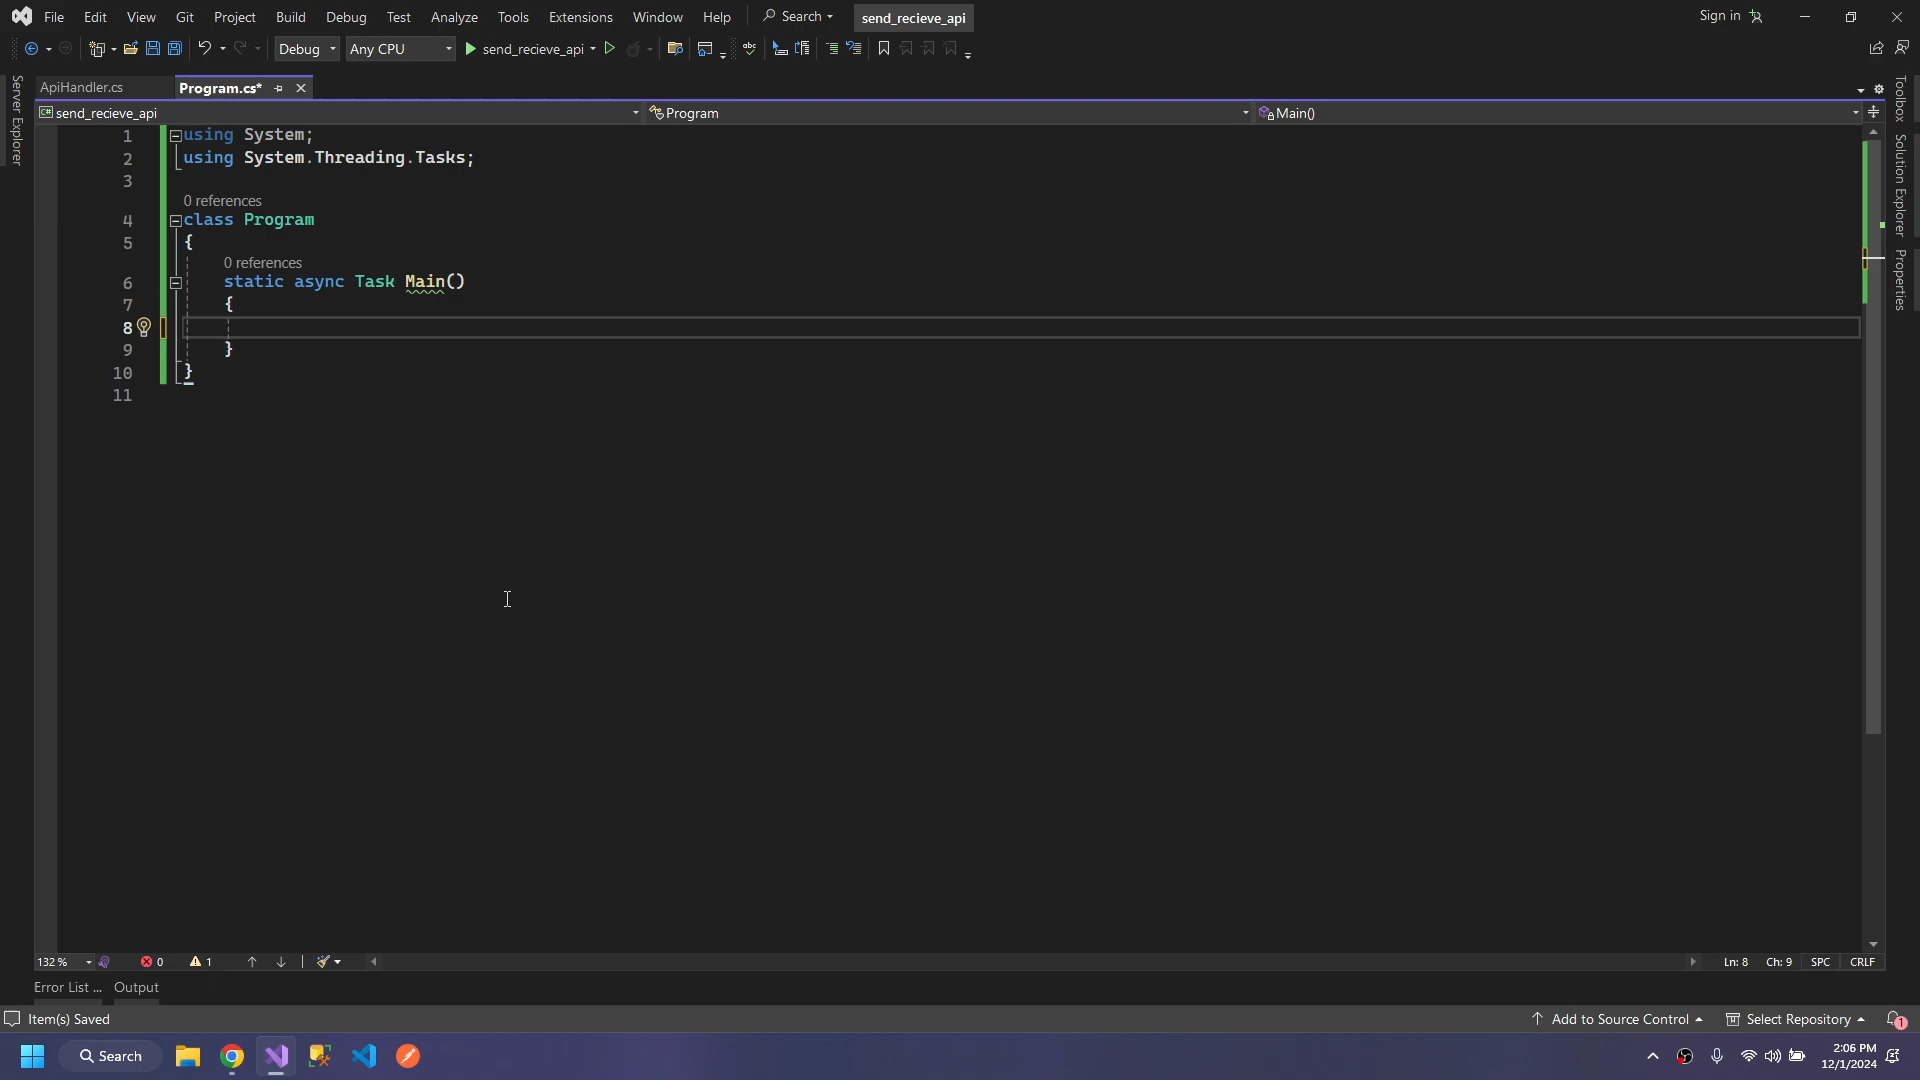 File Edit View Git Project Build Debug Test Analyze Tools Extensions Window Help Search send_recieve_api Sign in
Debug Any CPU send_recieve_api
ApiHandler.cs Program.cs*
send_recieve_api Program Main()
1 using System;
2 using System.Threading.Tasks;
3
0 references
4 class Program
5 {
0 references
6 static async Task Main()
7 {
8
9 }
10 }
11
Server Explorer
Toolbox
Solution Explorer
Properties
132 % 0 1 Ln: 8 Ch: 9 SPC CRLF
Error List ... Output
Item(s) Saved Add to Source Control Select Repository 1
Search 2:06 PM
12/1/2024